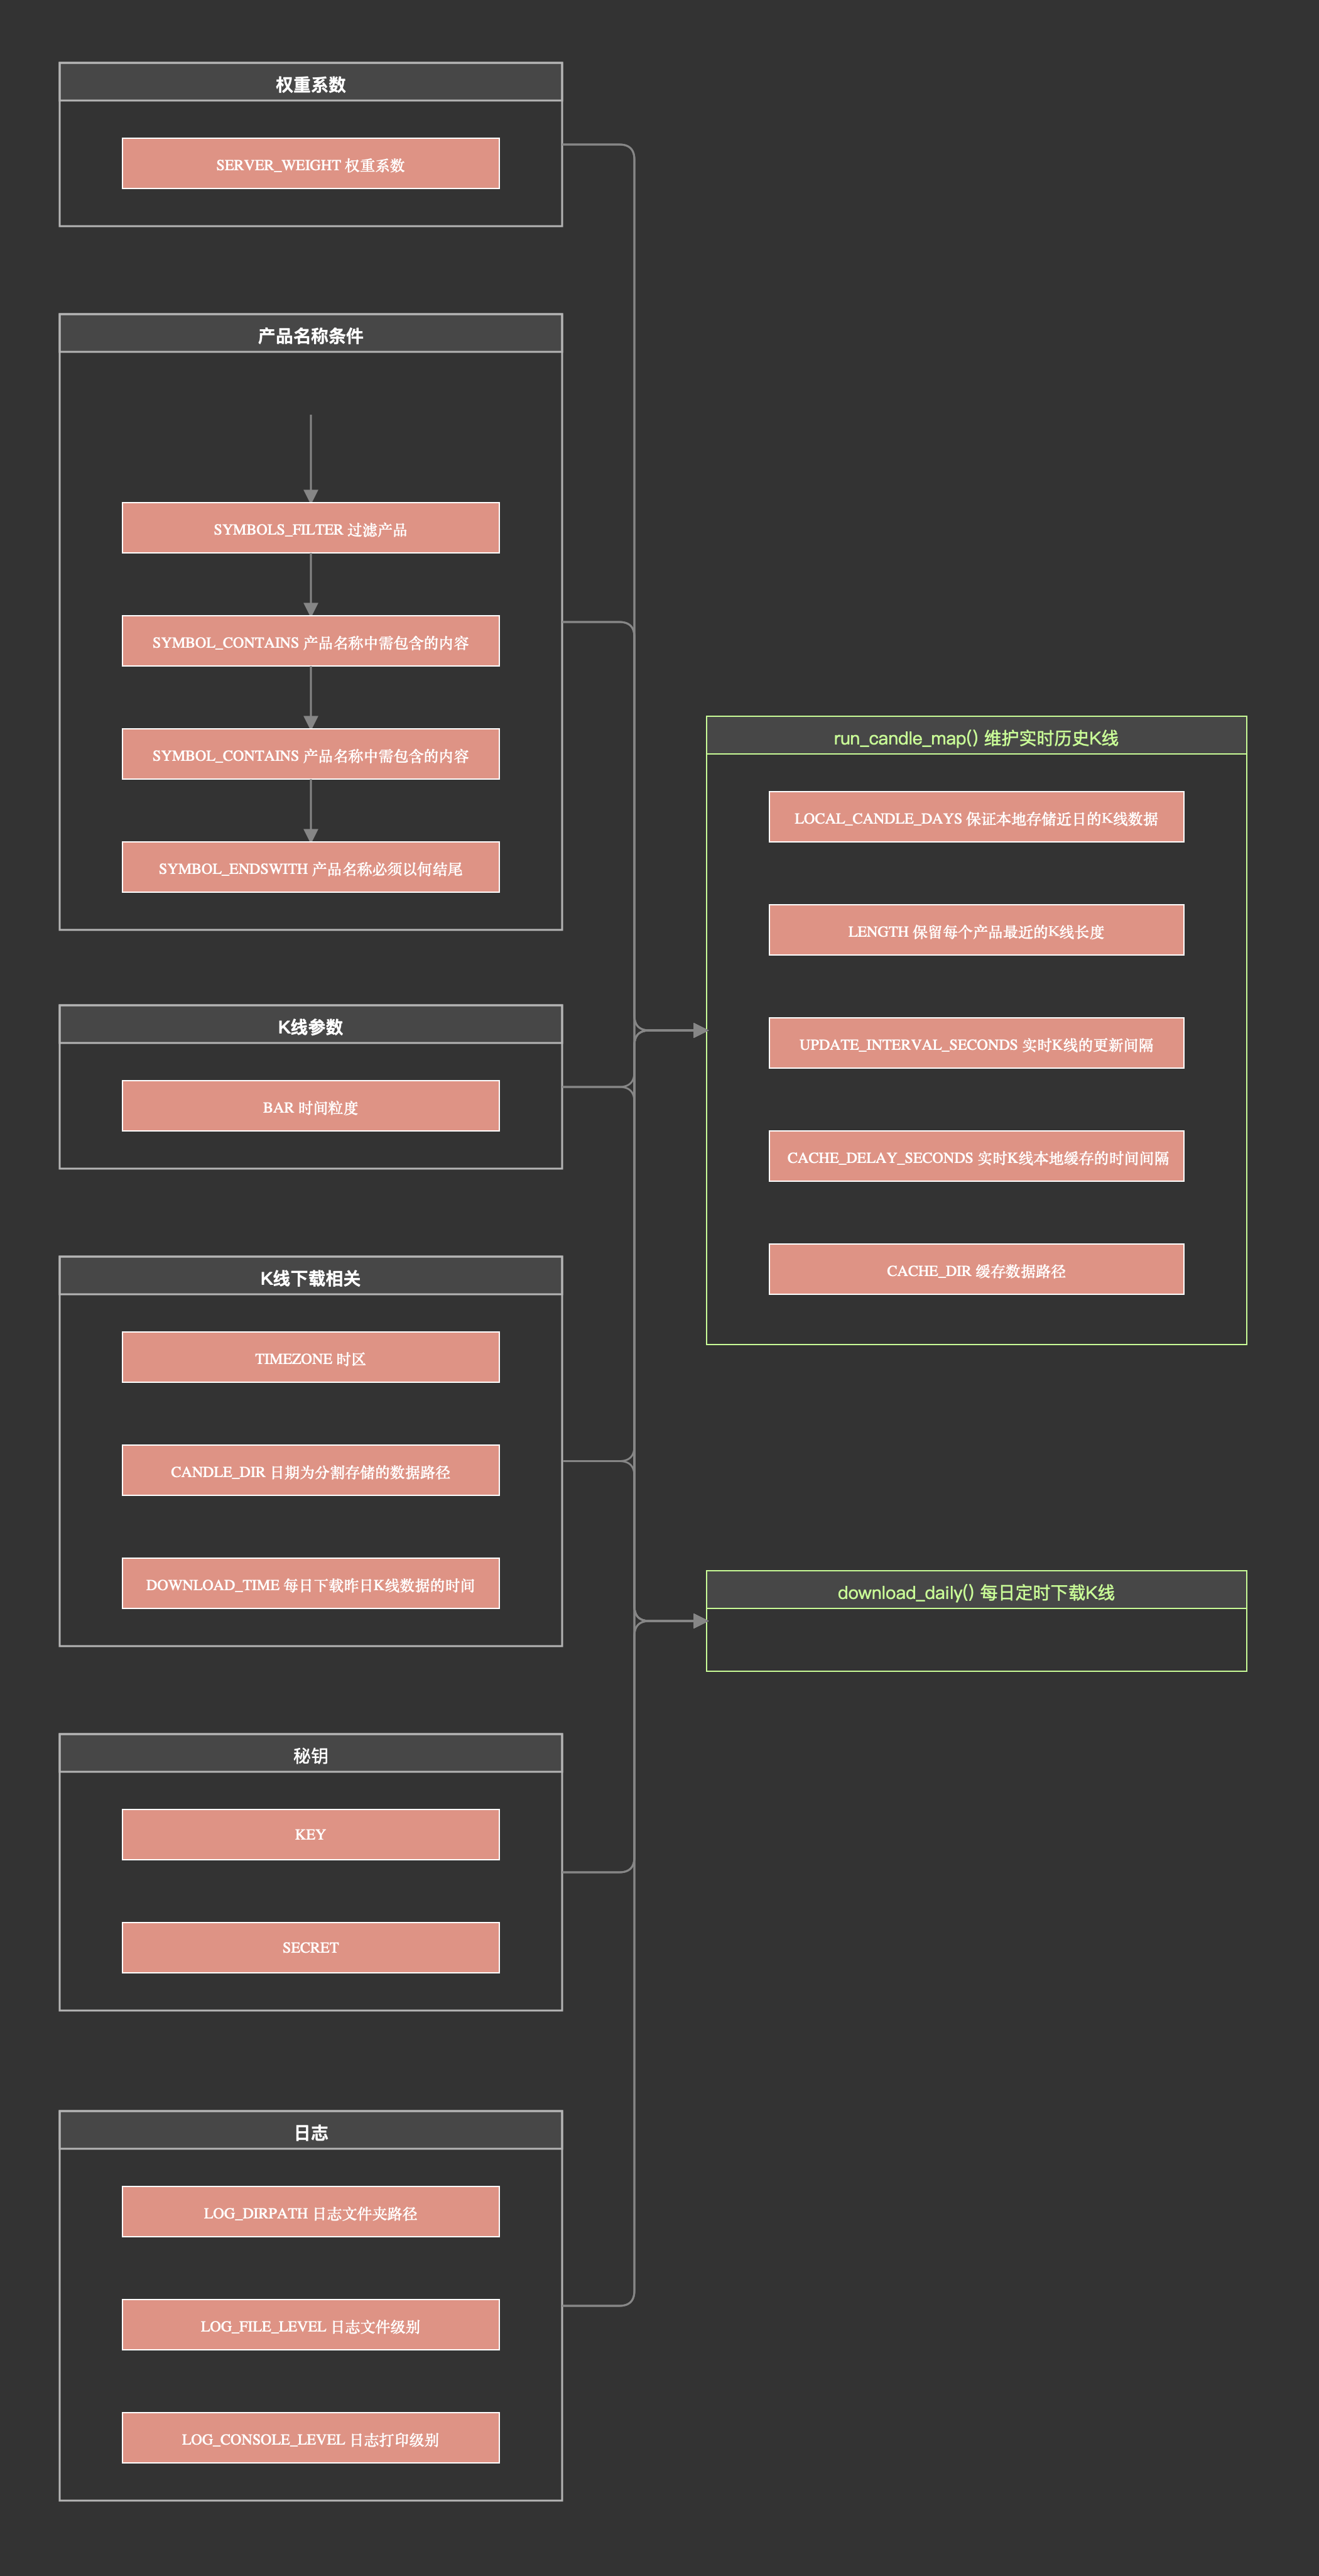 权重系数
SERVER_WEIGHT 权重系数
产品名称条件
SYMBOLS_FILTER 过滤产品
SYMBOL_CONTAINS 产品名称中需包含的内容
SYMBOL_CONTAINS 产品名称中需包含的内容
SYMBOL_ENDSWITH 产品名称必须以何结尾
K线参数
BAR 时间粒度
K线下载相关
TIMEZONE 时区
CANDLE_DIR 日期为分割存储的数据路径
DOWNLOAD_TIME 每日下载昨日K线数据的时间
秘钥
KEY
SECRET
日志
LOG_DIRPATH 日志文件夹路径
LOG_FILE_LEVEL 日志文件级别
LOG_CONSOLE_LEVEL 日志打印级别
run_candle_map() 维护实时历史K线
LOCAL_CANDLE_DAYS 保证本地存储近日的K线数据
LENGTH 保留每个产品最近的K线长度
UPDATE_INTERVAL_SECONDS 实时K线的更新间隔
CACHE_DELAY_SECONDS 实时K线本地缓存的时间间隔
CACHE_DIR 缓存数据路径
download_daily() 每日定时下载K线